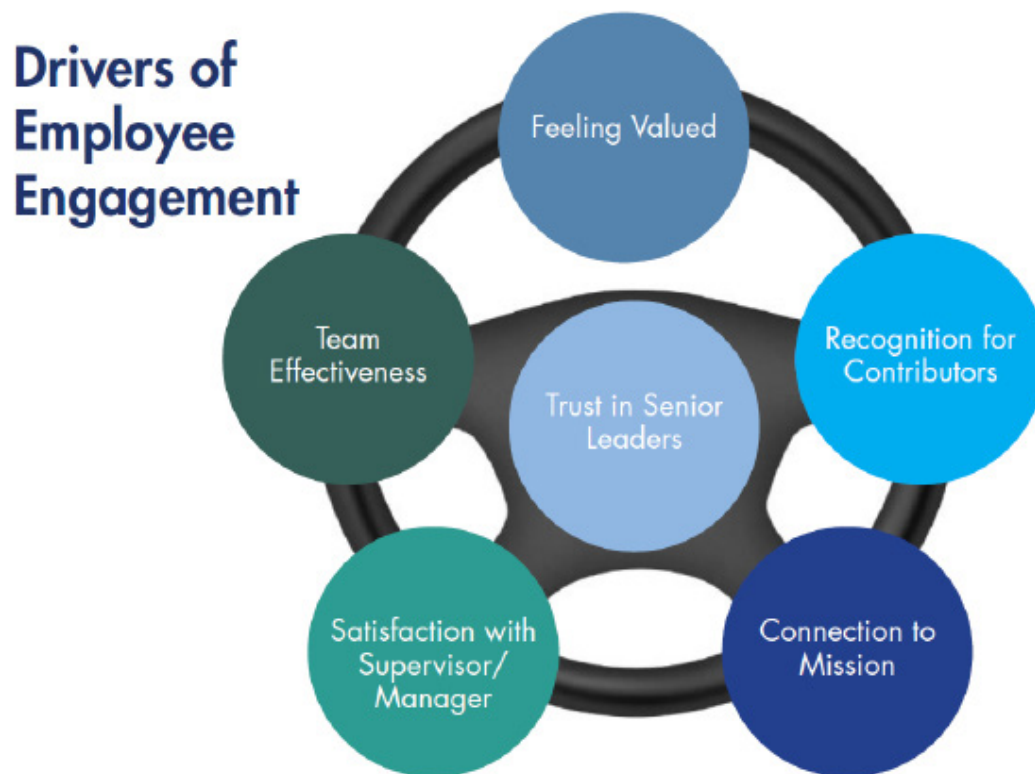 Drivers of
Employee
Engagement
Feeling Valued
Team
Effectiveness
Recognition for
Contributors
Trust in Senior
Leaders
Satisfaction with
Supervisor/
Manager
Connection to
Mission